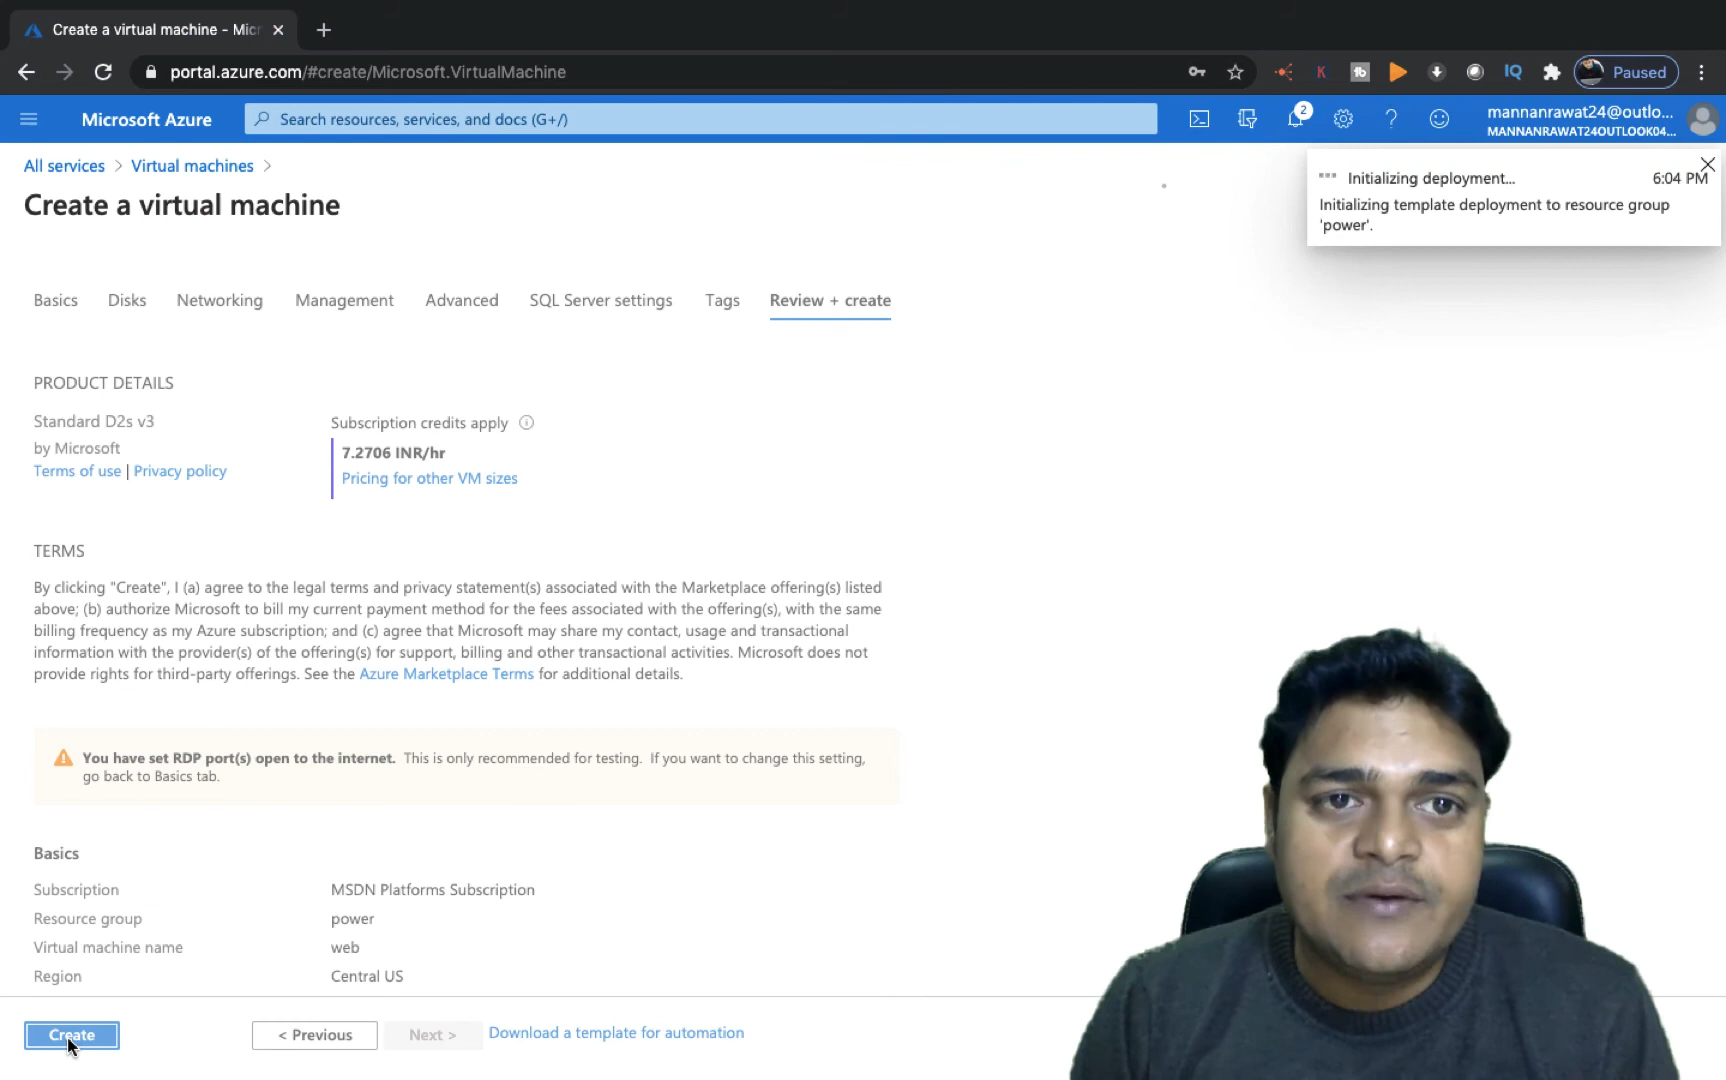 Create a virtual machine - Mic
portal.azure.com/#create/Microsoft.VirtualMachine
K
tb
IQ
Paused
Microsoft Azure
Search resources, services, and docs (G+/)
2
mannanrawat24@outlo...
MANNANRAWAT24OUTLOOK04...
All services > Virtual machines >
Create a virtual machine
Initializing deployment...
6:04 PM
Initializing template deployment to resource group
'power'.
Basics
Disks
Networking
Management
Advanced
SQL Server settings
Tags
Review + create
PRODUCT DETAILS
Standard D2s v3
by Microsoft
Terms of use | Privacy policy
Subscription credits apply
7.2706 INR/hr
Pricing for other VM sizes
TERMS
By clicking "Create", I (a) agree to the legal terms and privacy statement(s) associated with the Marketplace offering(s) listed
above; (b) authorize Microsoft to bill my current payment method for the fees associated with the offering(s), with the same
billing frequency as my Azure subscription; and (c) agree that Microsoft may share my contact, usage and transactional
information with the provider(s) of the offering(s) for support, billing and other transactional activities. Microsoft does not
provide rights for third-party offerings. See the Azure Marketplace Terms for additional details.
You have set RDP port(s) open to the internet. This is only recommended for testing. If you want to change this setting,
go back to Basics tab.
Basics
Subscription
MSDN Platforms Subscription
Resource group
power
Virtual machine name
web
Region
Central US
Create
< Previous
Next >
Download a template for automation